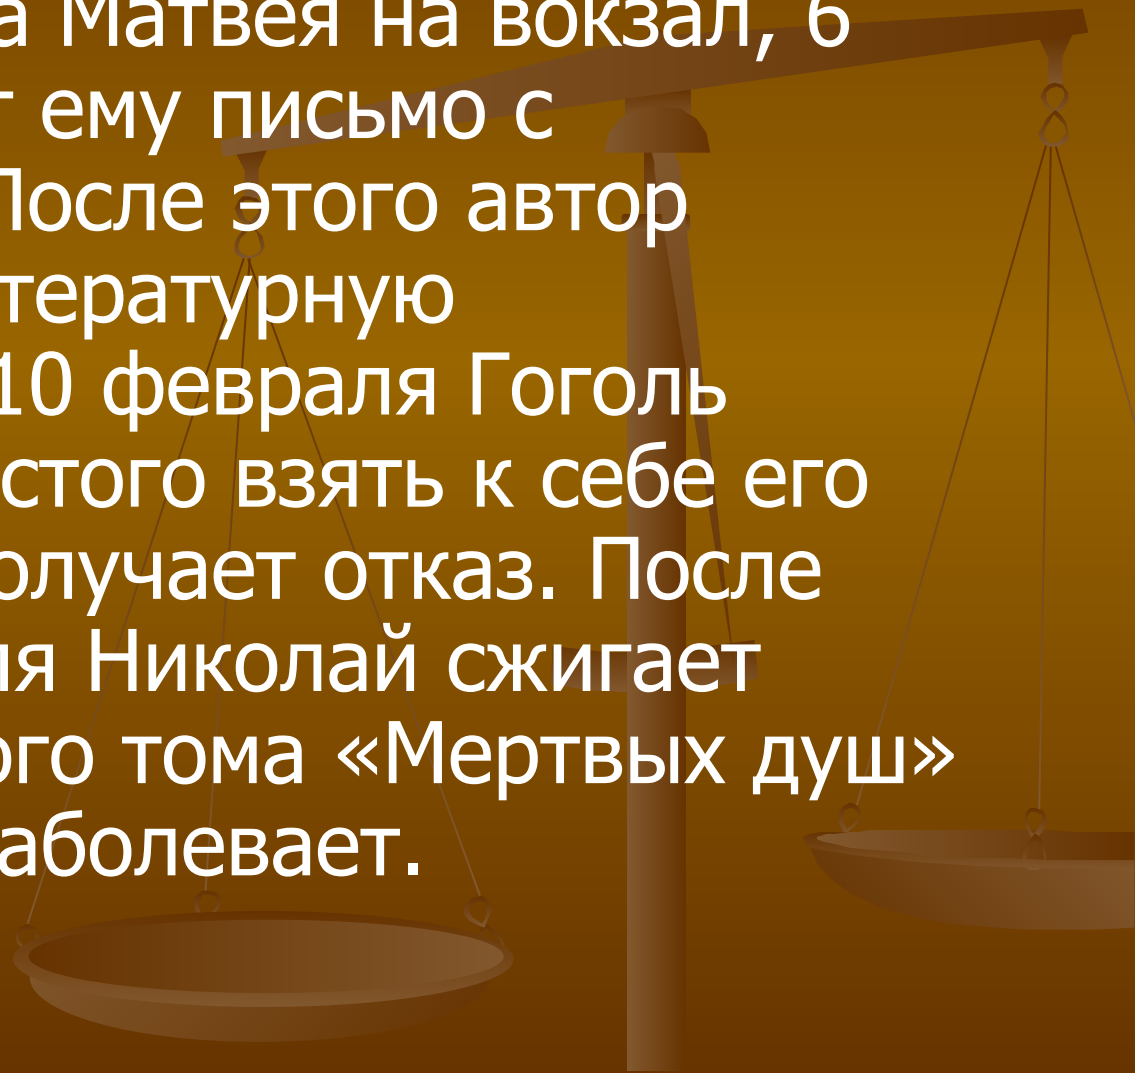 а Матвея на вокзал, 6
т ему письмо с
После этого автор
тературную
10 февраля Гоголь
стого взять к себе его
олучает отказ. После
ия Николай сжигает
ого тома «Мертвых душ»
аболевает.